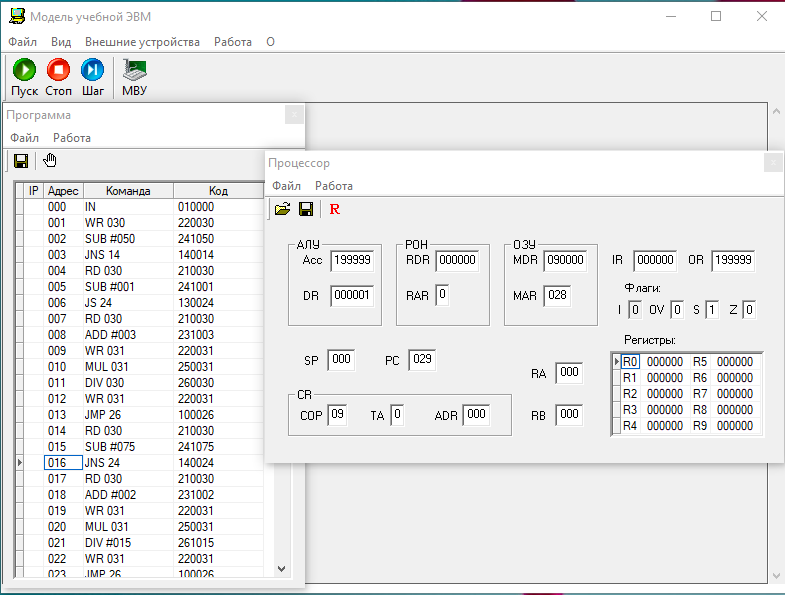 Модель учебной ЭВМ
Файл Вид Внешние устройства Работа О
Пуск Стоп Шаг МВУ
Программа
Файл Работа
IP Адрес Команда Код
000 IN 010000
001 WR 030 220030
002 SUB #050 241050
003 JNS 14 140014
004 RD 030 210030
005 SUB #001 241001
006 JS 24 130024
007 RD 030 210030
008 ADD #003 231003
009 WR 031 220031
010 MUL 031 250031
011 DIV 030 260030
012 WR 031 220031
013 JMP 26 100026
014 RD 030 210030
015 SUB #075 241075
016 JNS 24 140024
017 RD 030 210030
018 ADD #002 231002
019 WR 031 220031
020 MUL 031 250031
021 DIV #015 261015
022 WR 031 220031
023 JMP 26 100026
Процессор
Файл Работа
R
АЛУ РОН ОЗУ
Acc 199999 RDR 000000 MDR 090000 IR 000000 OR 199999
Флаги:
DR 000001 RAR 0 MAR 028
I 0 OV 0 S 1 Z 0
Регистры:
SP 000 PC 029
RA 000
CR
COP 09 TA 0 ADR 000 RB 000
R0 000000 R5 000000
R1 000000 R6 000000
R2 000000 R7 000000
R3 000000 R8 000000
R4 000000 R9 000000